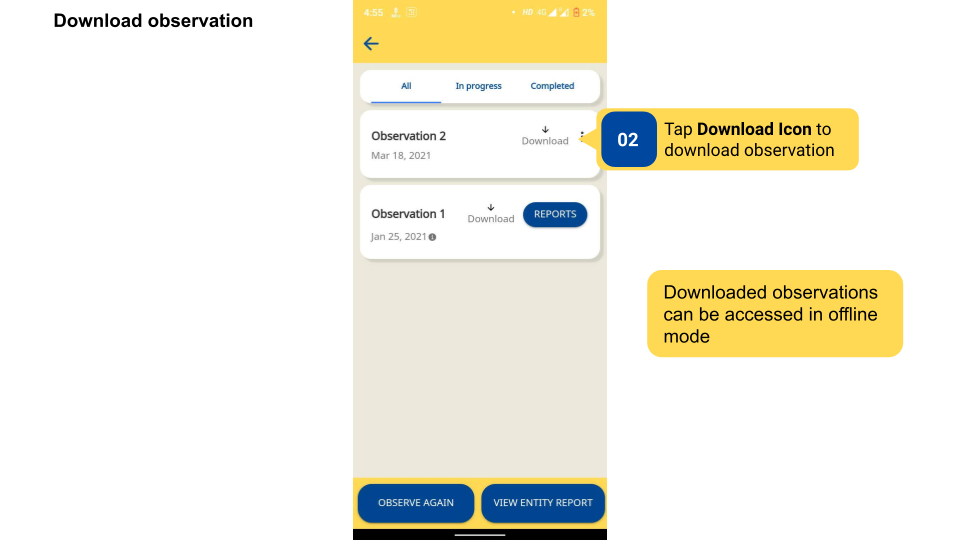 Download observation
4:55
HD 4G 2%
All In progress Completed
Observation 2
Download
Mar 18, 2021
02
Tap Download Icon to
download observation
Observation 1
Download
REPORTS
Jan 25, 2021
Downloaded observations
can be accessed in offline
mode
OBSERVE AGAIN
VIEW ENTITY REPORT